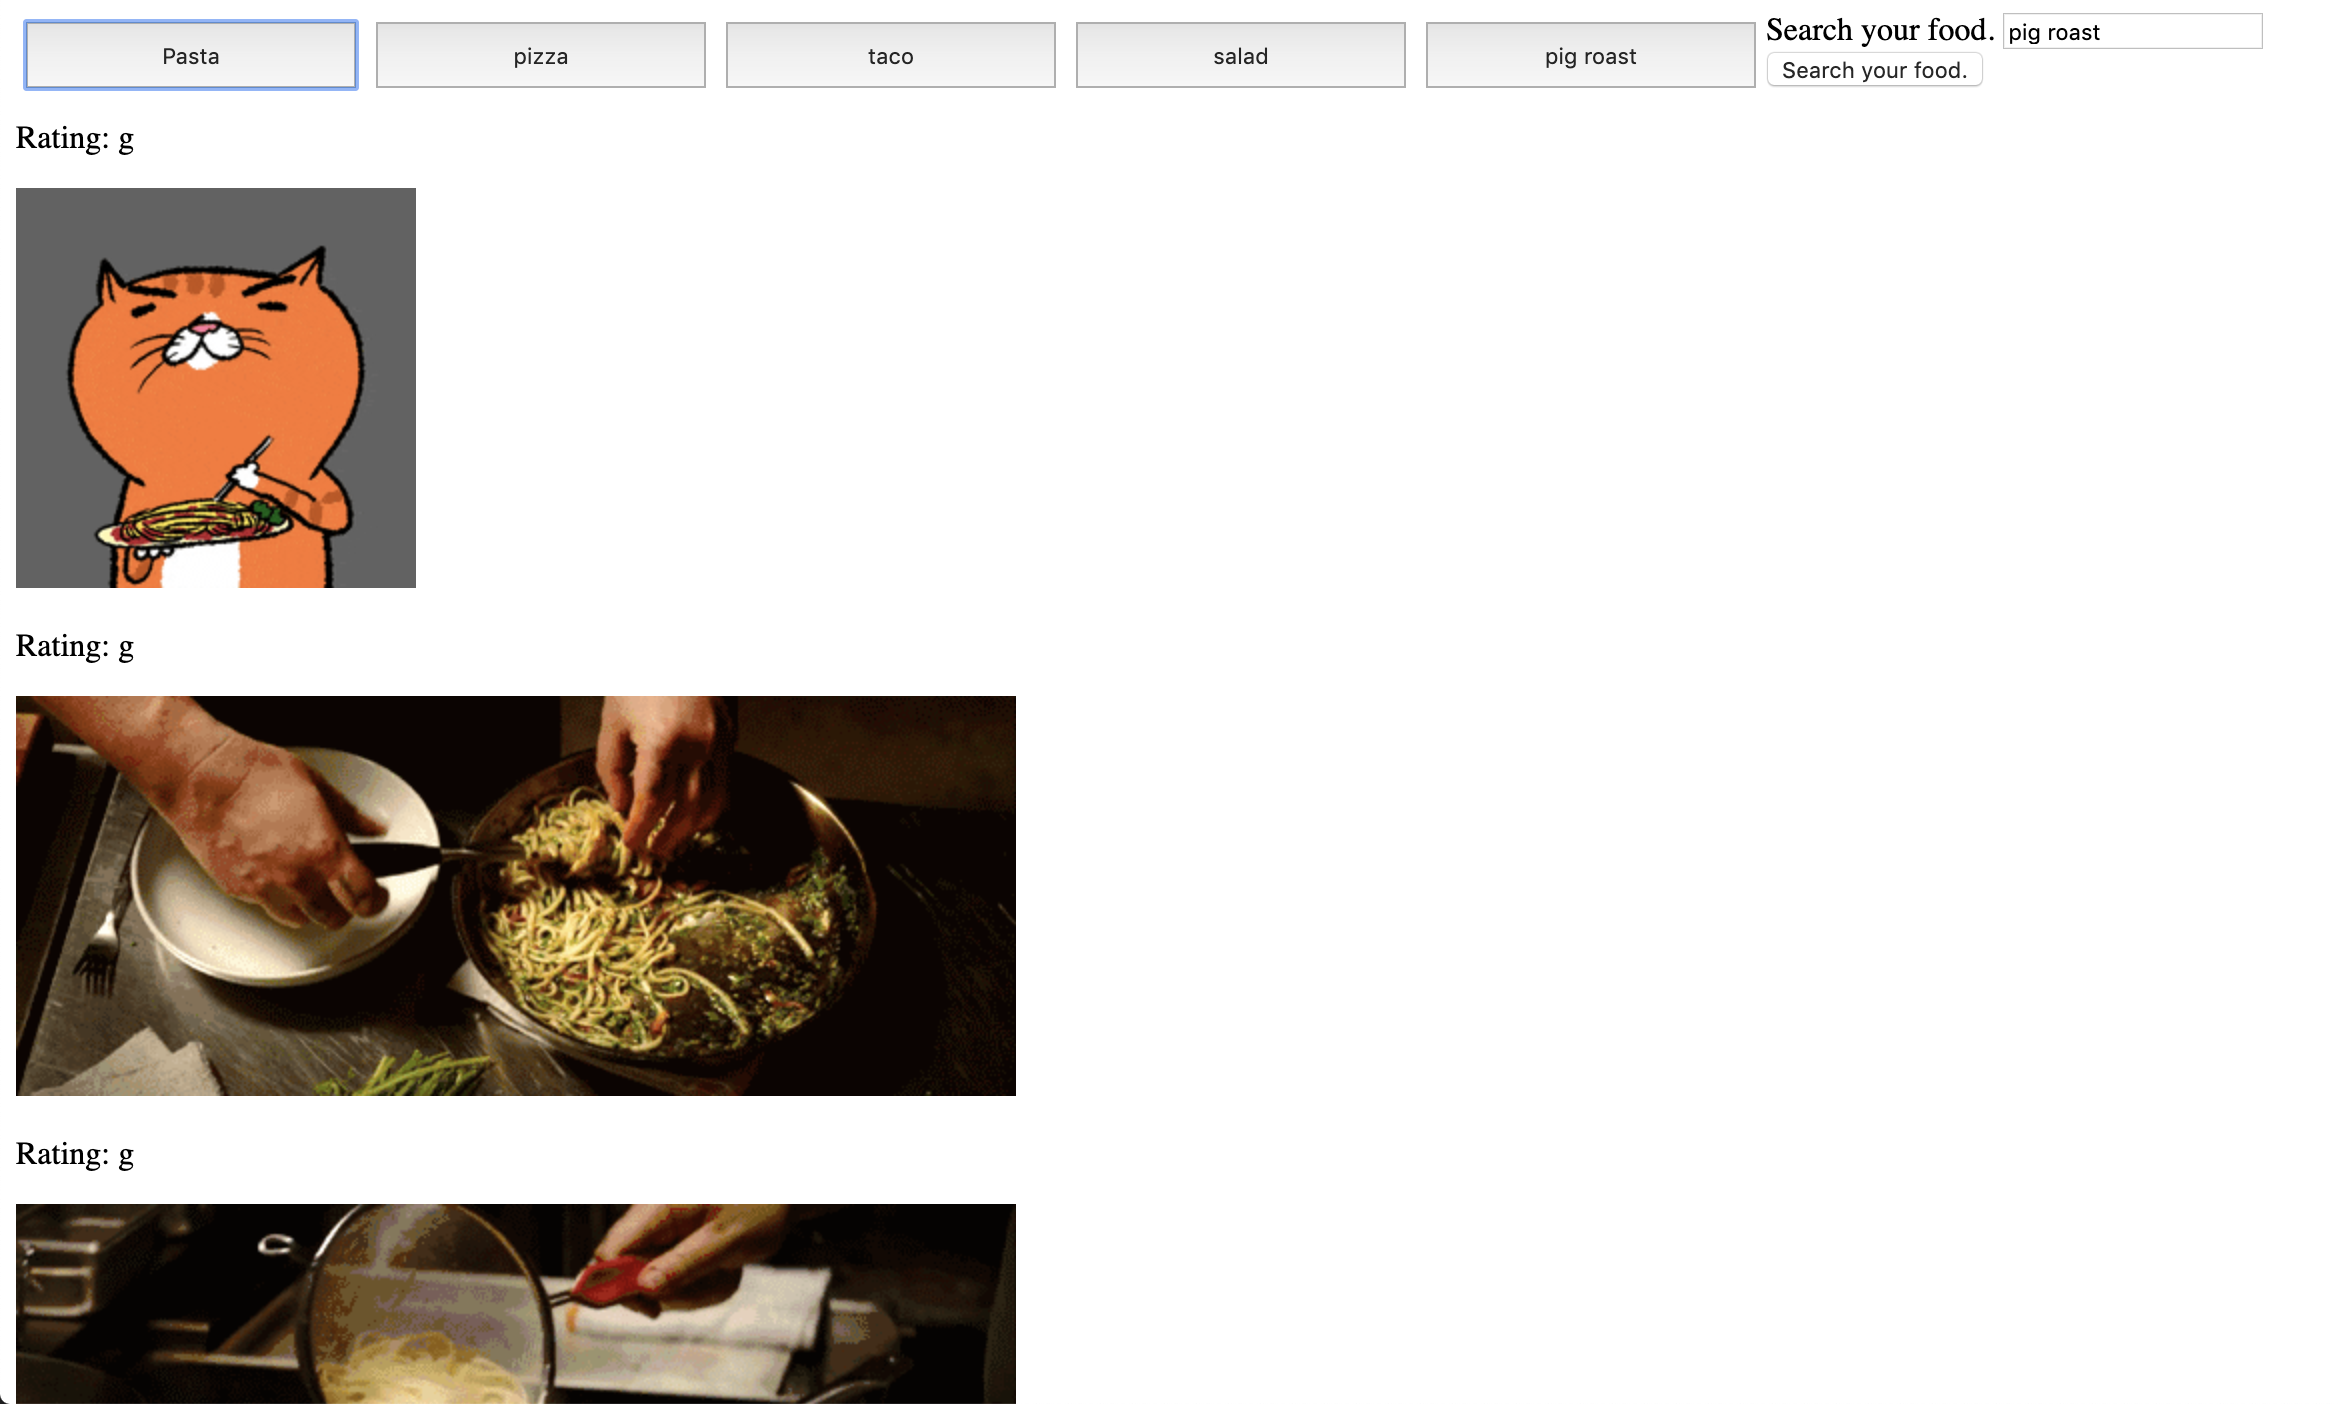 Pasta
pizza
taco
salad
pig roast
Search your food. pig roast
Search your food.
Rating: g
Rating: g
Rating: g